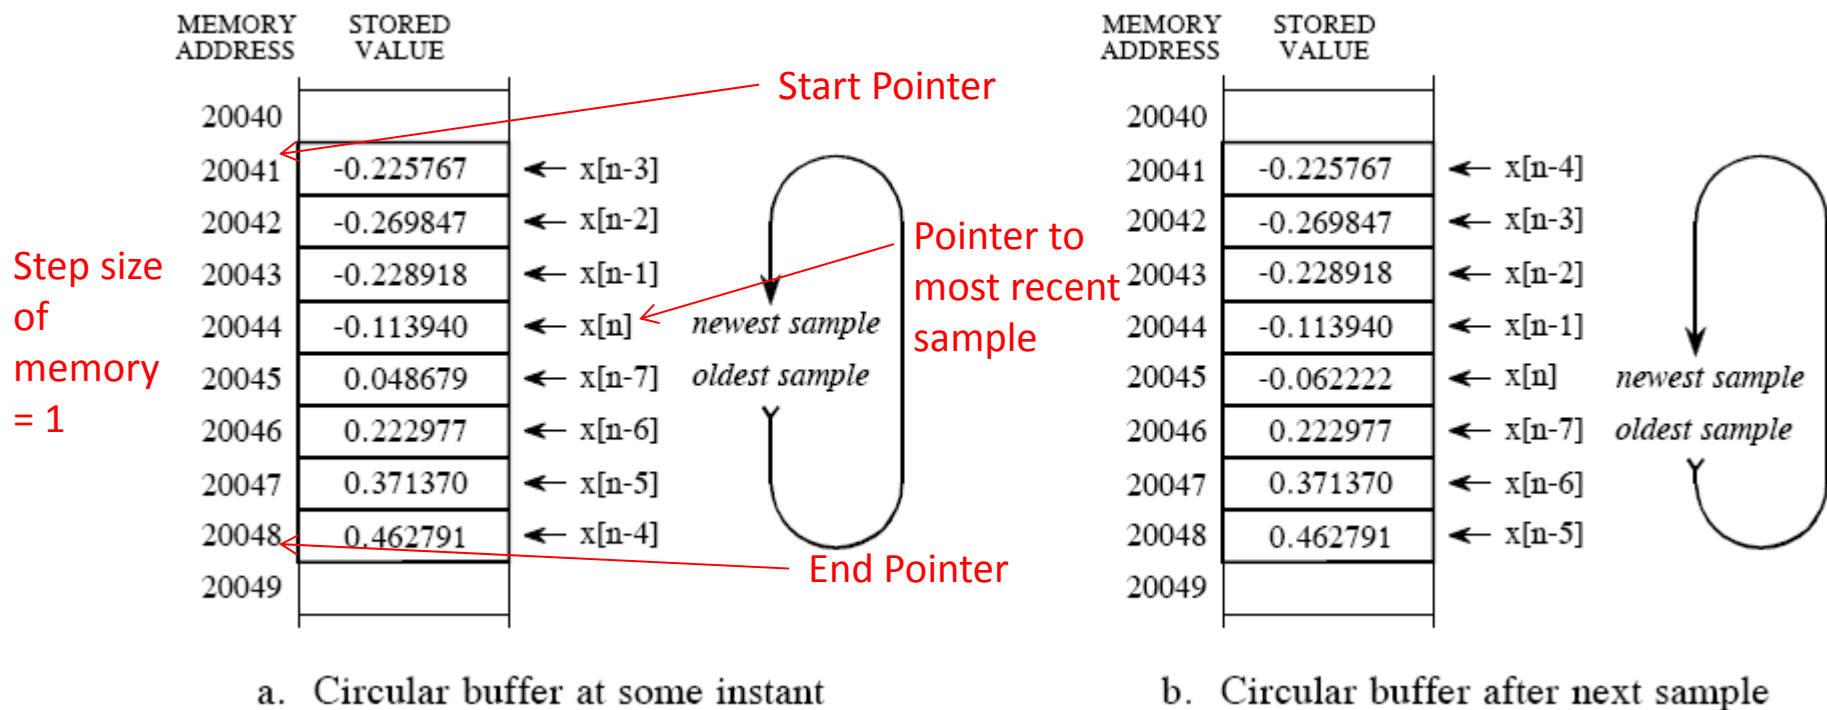 MEMORY ADDRESS
STORED VALUE
20040
20041 -0.225767 x[n-3]
20042 -0.269847 x[n-2]
20043 -0.228918 x[n-1]
20044 -0.113940 x[n] newest sample
20045 0.048679 x[n-7] oldest sample
20046 0.222977 x[n-6]
20047 0.371370 x[n-5]
20048 0.462791 x[n-4]
20049
Start Pointer
Pointer to
most recent
sample
End Pointer
Step size
of
memory
= 1
a. Circular buffer at some instant
MEMORY ADDRESS
STORED VALUE
20040
20041 -0.225767 x[n-4]
20042 -0.269847 x[n-3]
20043 -0.228918 x[n-2]
20044 -0.113940 x[n-1]
20045 -0.062222 x[n] newest sample
20046 0.222977 x[n-7] oldest sample
20047 0.371370 x[n-6]
20048 0.462791 x[n-5]
20049
b. Circular buffer after next sample